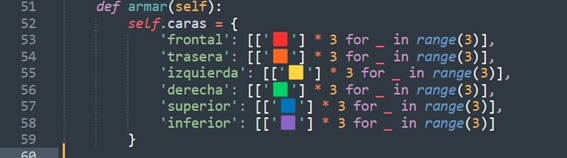 51 def armar(self):
52 self.caras = {
53 'frontal': [['🟥'] * 3 for _ in range(3)],
54 'trasera': [['🟧'] * 3 for _ in range(3)],
55 'izquierda': [['🟨'] * 3 for _ in range(3)],
56 'derecha': [['🟩'] * 3 for _ in range(3)],
57 'superior': [['🟦'] * 3 for _ in range(3)],
58 'inferior': [['🟪'] * 3 for _ in range(3)]
59 }
60